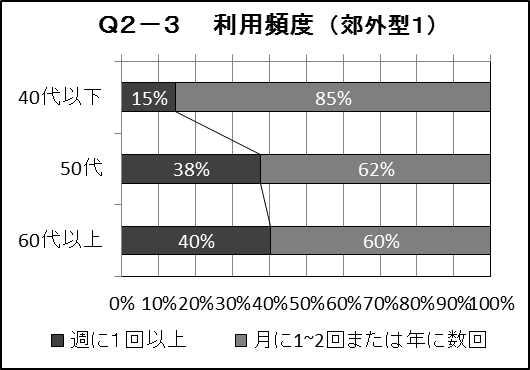 Q2－3　利用頻度（郊外型1）
40代以下 15% 85%
50代 38% 62%
60代以上 40% 60%
0% 10% 20% 30% 40% 50% 60% 70% 80% 90% 100%
週に1回以上 月に1~2回または年に数回